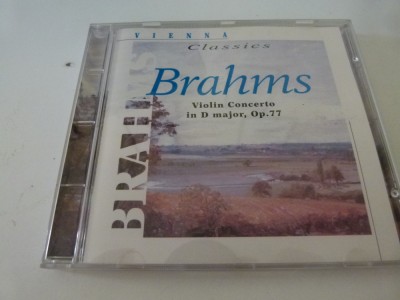 VIENNA
Classics
Brahms
Violin Concerto
in D major, Op.77
BRAHMS